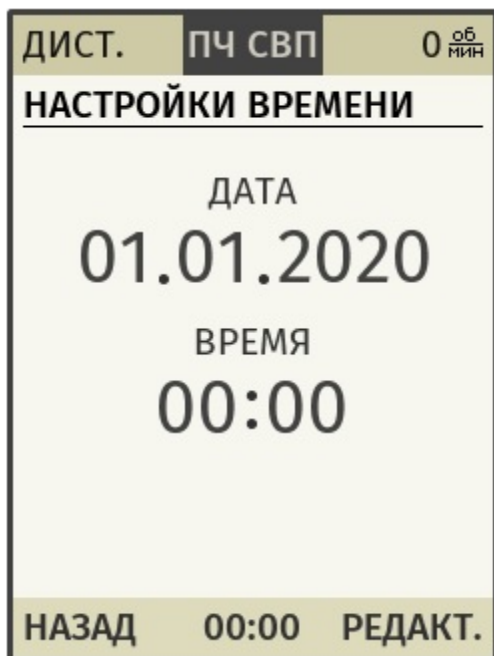 ДИСТ. ПЧ СВП 0 об/мин
НАСТРОЙКИ ВРЕМЕНИ
ДАТА
01.01.2020
ВРЕМЯ
00:00
НАЗАД 00:00 РЕДАКТ.